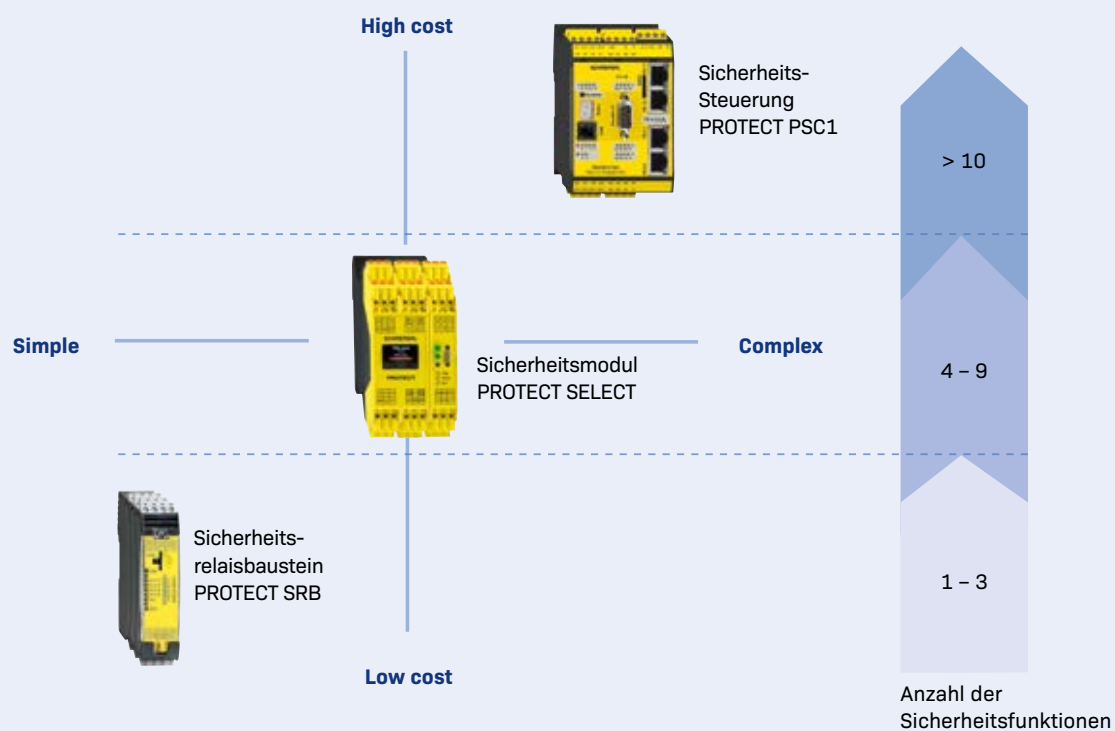 High cost
Sicherheits-
Steuerung
PROTECT PSC1
> 10
Simple
Complex
Sicherheitsmodul
PROTECT SELECT
4 – 9
Sicherheits-
relaisbaustein
PROTECT SRB
1 – 3
Low cost
Anzahl der
Sicherheitsfunktionen